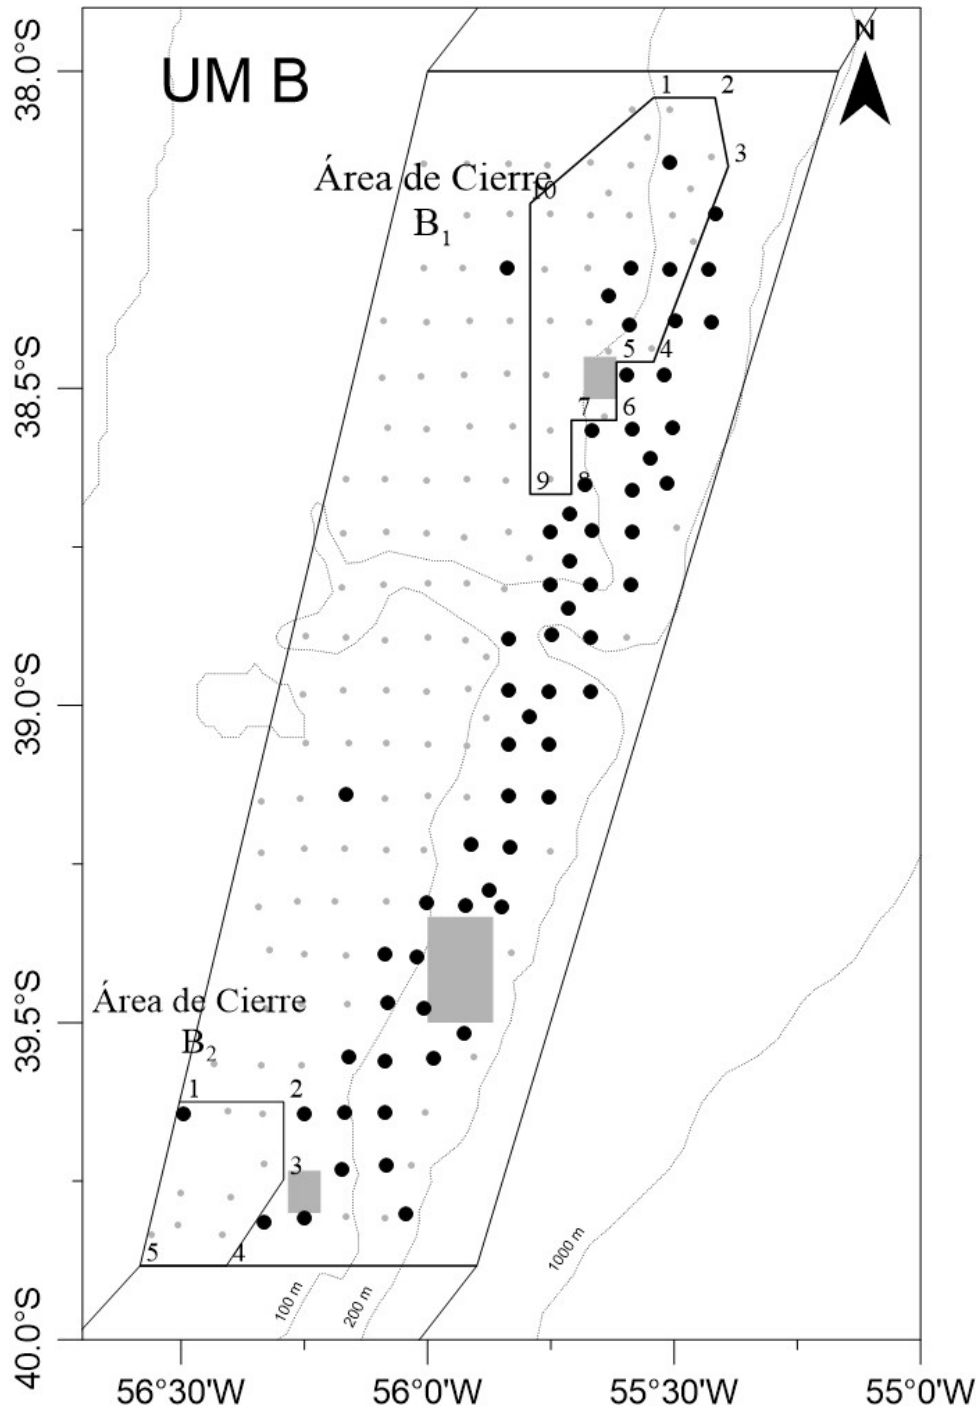 38.0°S
38.5°S
39.0°S
39.5°S
40.0°S
UM B
N
1
2
3
Área de Cierre
10
B1
5
4
7
6
9
8
Área de Cierre
B2
1
2
3
5
4
100 m
200 m
1000 m
56°30'W
56°0'W
55°30'W
55°0'W